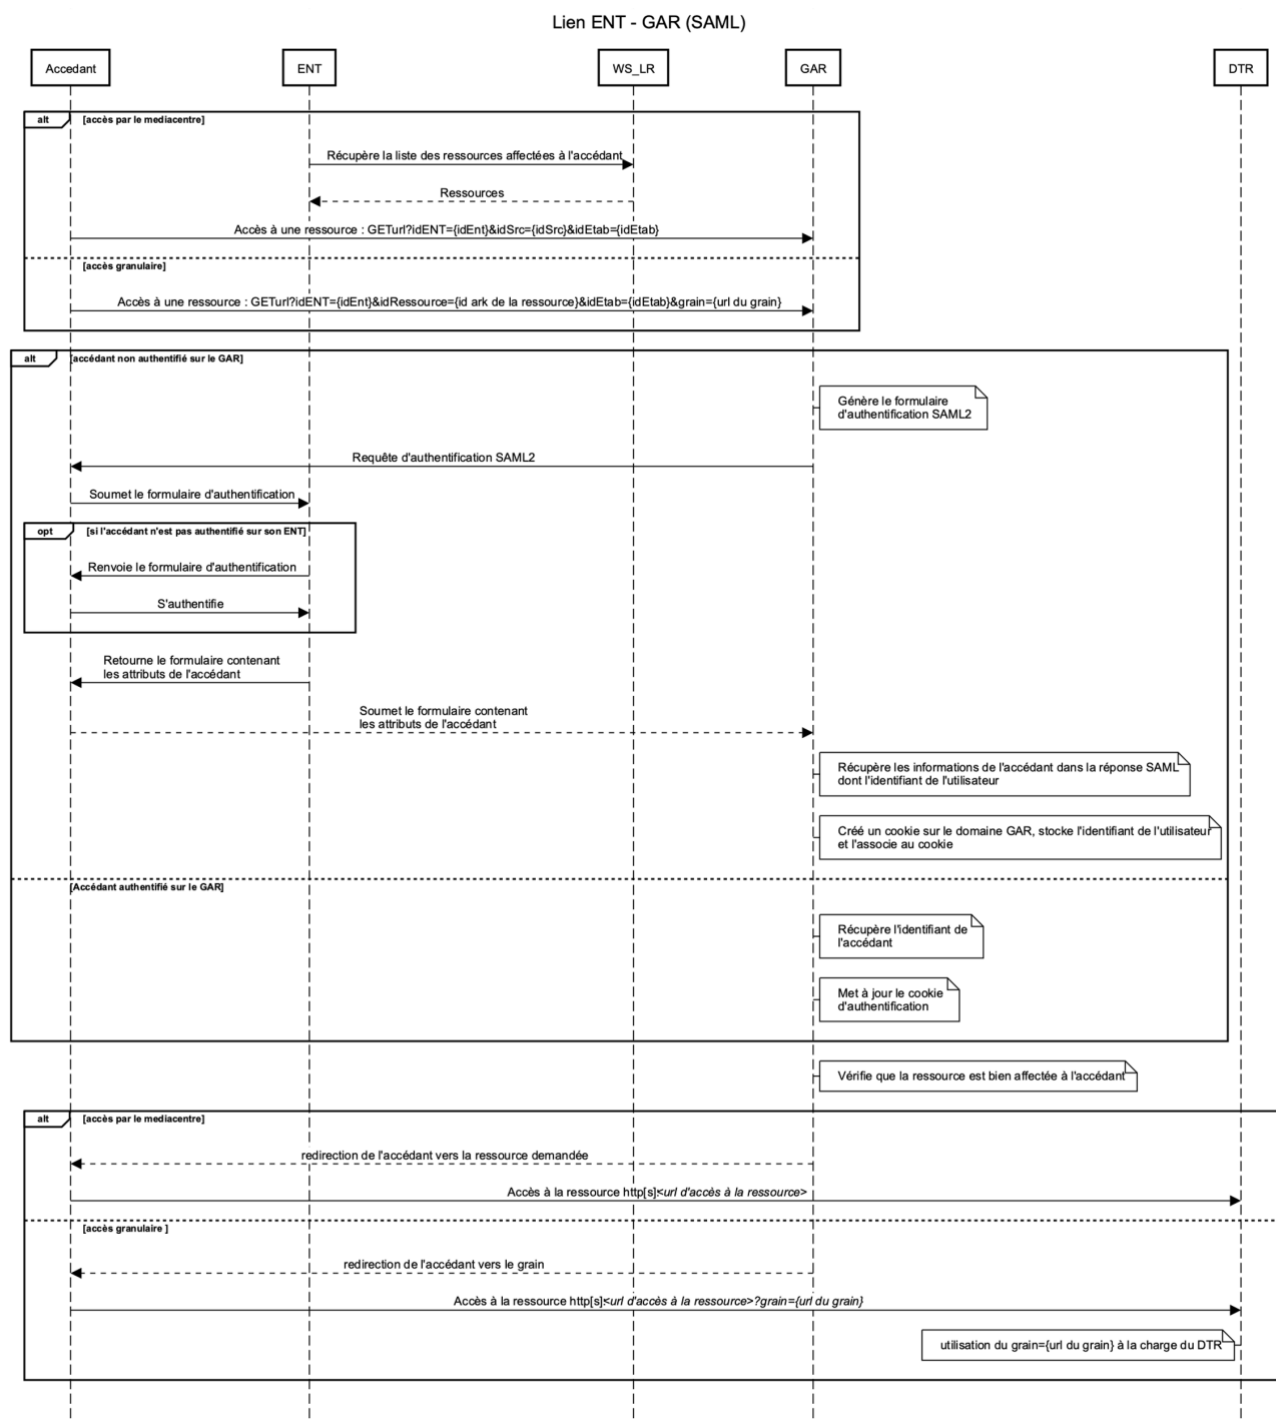 Lien ENT - GAR (SAML)
Accedant
ENT
WS_LR
GAR
DTR
alt
[accès par le mediacentre]
Récupère la liste des ressources affectées à l'accédant
Ressources
Accès à une ressource : GETurl?idENT={idEnt}&idSrc={idSrc}&idEtab={idEtab}
[accès granulaire]
Accès à une ressource : GETurl?idENT={idEnt}&idRessource={id ark de la ressource}&idEtab={idEtab}&grain={url du grain}
alt
[accédant non authentifié sur le GAR]
Génère le formulaire
d'authentification SAML2
Requête d'authentification SAML2
Soumet le formulaire d'authentification
opt
[si l'accédant n'est pas authentifié sur son ENT]
Renvoie le formulaire d'authentification
S'authentifie
Retourne le formulaire contenant
les attributs de l'accédant
Soumet le formulaire contenant
les attributs de l'accédant
Récupère les informations de l'accédant dans la réponse SAML
dont l'identifiant de l'utilisateur
Créé un cookie sur le domaine GAR, stocke l'identifiant de l'utilisateur
et l'associe au cookie
[Accédant authentifié sur le GAR]
Récupère l'identifiant de
l'accédant
Met à jour le cookie
d'authentification
Vérifie que la ressource est bien affectée à l'accédant
alt
[accès par le mediacentre]
redirection de l'accédant vers la ressource demandée
Accès à la ressource http[s]:<url d'accès à la ressource>
[accès granulaire ]
redirection de l'accédant vers le grain
Accès à la ressource http[s]:<url d'accès à la ressource>?grain={url du grain}
utilisation du grain={url du grain} à la charge du DTR